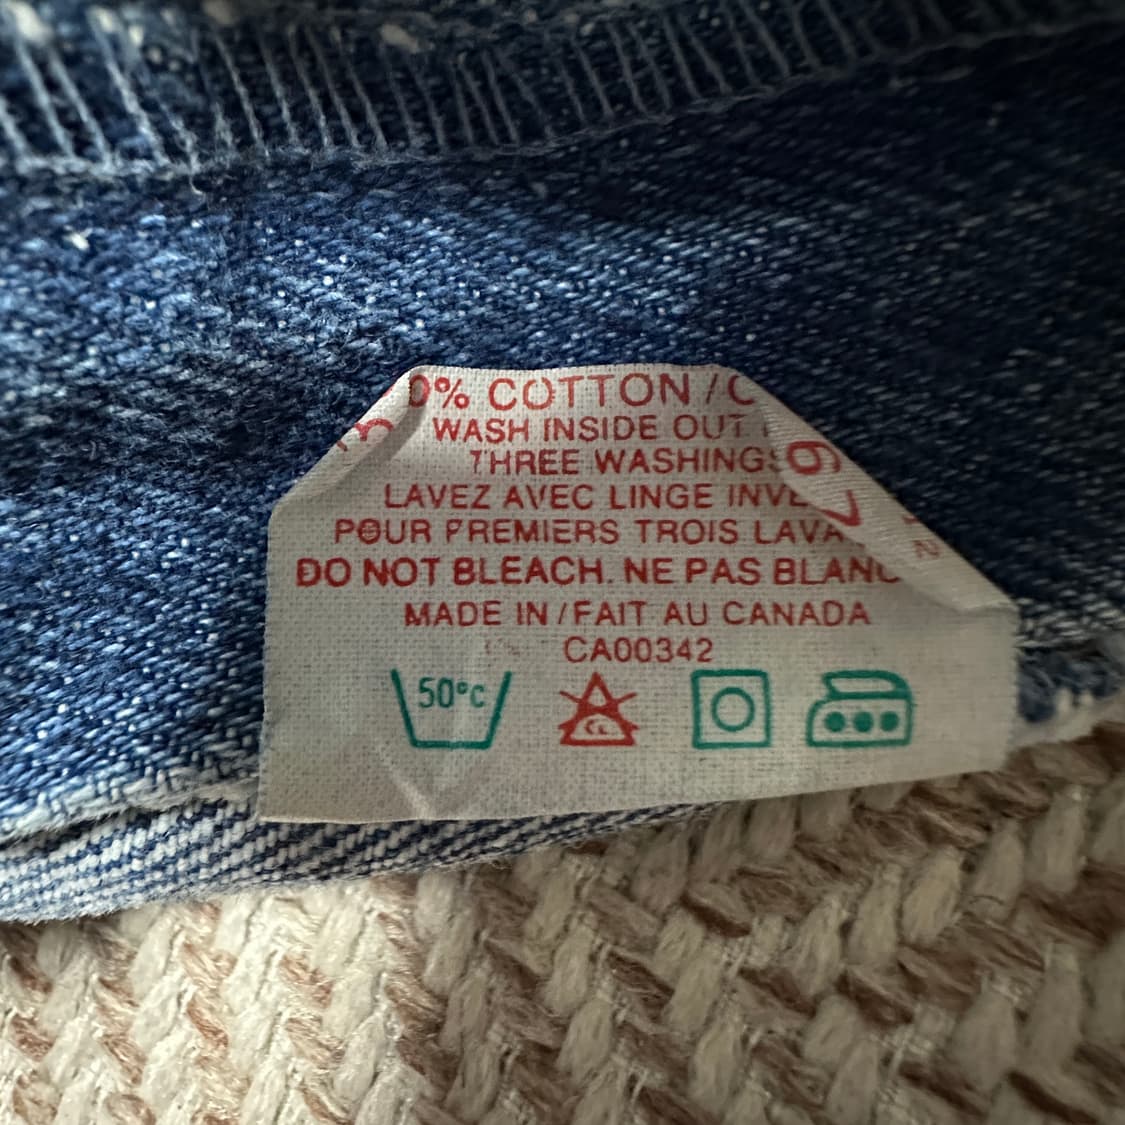 0% COTTON / C
WASH INSIDE OUT
THREE WASHINGS
LAVEZ AVEC LINGE INVE
POUR PREMIERS TROIS LAVA
DO NOT BLEACH. NE PAS BLANC
MADE IN / FAIT AU CANADA
CA00342
50°C
CL